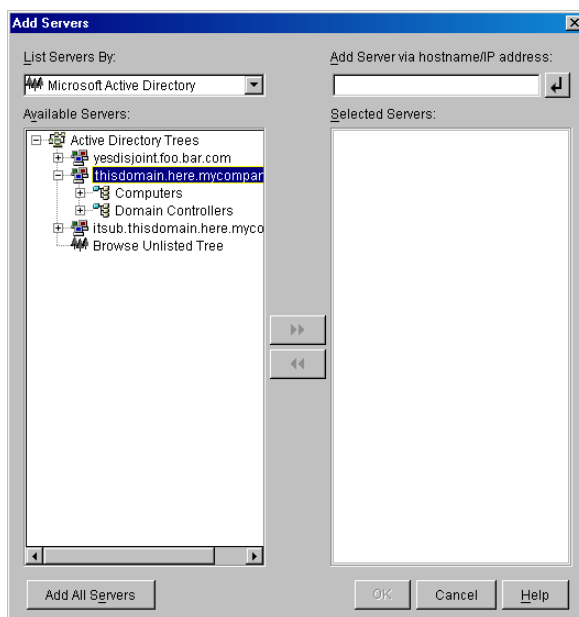 Add Servers
List Servers By:
Microsoft Active Directory
Add Server via hostname/IP address:
Available Servers:
Selected Servers:
Active Directory Trees
yesdisjoint.foo.bar.com
thisdomain.here.mycompar
Computers
Domain Controllers
itsub.thisdomain.here.myco
Browse Unlisted Tree
Add All Servers
OK
Cancel
Help